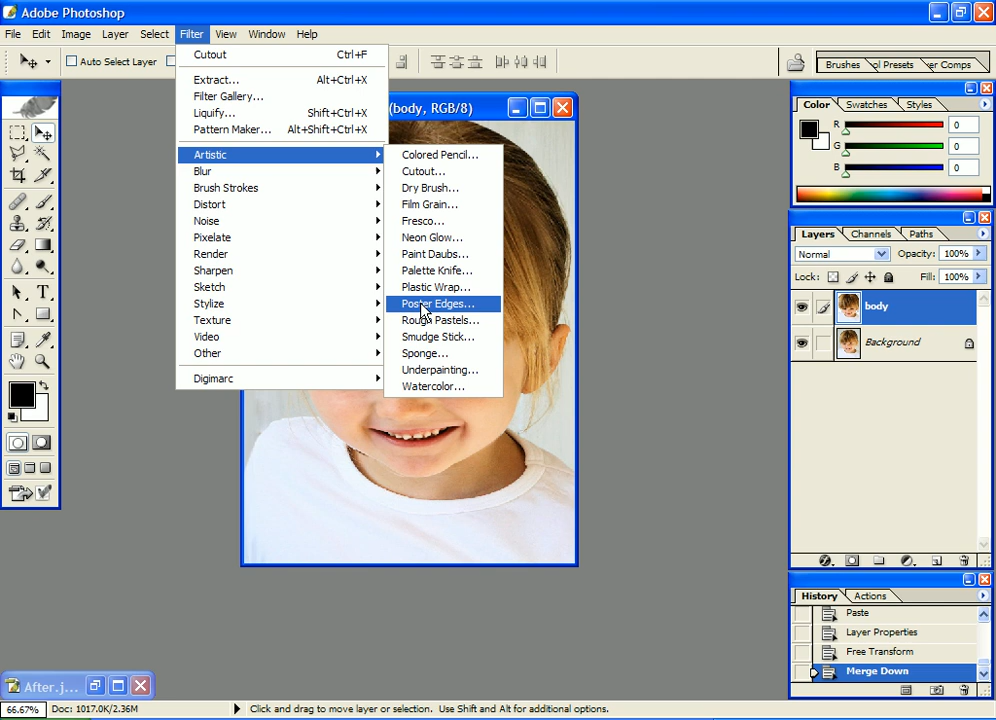 Adobe Photoshop
File Edit Image Layer Select Filter View Window Help
Auto Select Layer
Brushes ol Presets er Comps
Cutout Ctrl+F
Extract... Alt+Ctrl+X
Filter Gallery...
Liquify... Shift+Ctrl+X
Pattern Maker... Alt+Shift+Ctrl+X
Artistic
Blur
Brush Strokes
Distort
Noise
Pixelate
Render
Sharpen
Sketch
Stylize
Texture
Video
Other
Digimarc
(body, RGB/8)
Colored Pencil...
Cutout...
Dry Brush...
Film Grain...
Fresco...
Neon Glow...
Paint Daubs...
Palette Knife...
Plastic Wrap...
Poster Edges...
Rough Pastels...
Smudge Stick...
Sponge...
Underpainting...
Watercolor...
Color Swatches Styles
R 0
G 0
B 0
Layers Channels Paths
Normal Opacity: 100%
Lock: Fill: 100%
body
Background
History Actions
Paste
Layer Properties
Free Transform
Merge Down
After.j...
66.67% Doc: 1017.0K/2.36M Click and drag to move layer or selection. Use Shift and Alt for additional options.